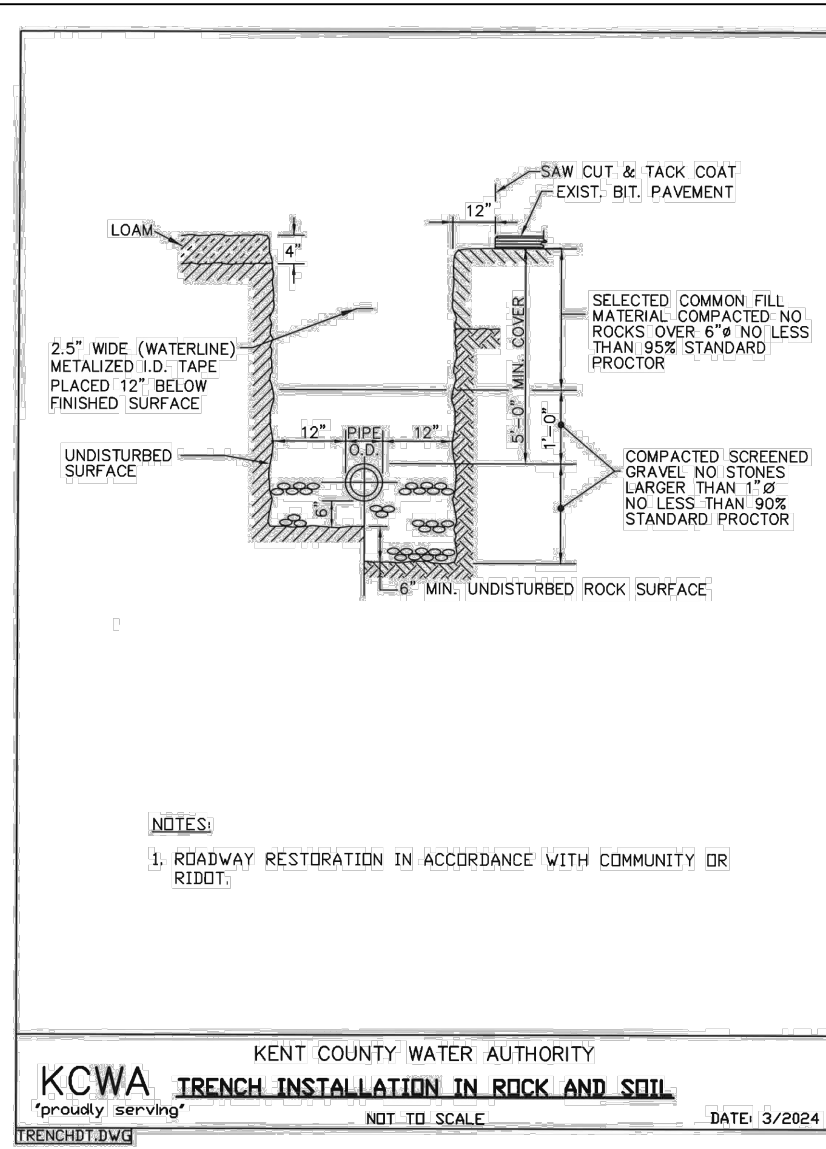 SAW CUT & TACK COAT
EXIST. BIT. PAVEMENT
12"
LOAM
4"
SELECTED COMMON FILL
MATERIAL COMPACTED NO
ROCKS OVER 6"Ø NO LESS
THAN 95% STANDARD
PROCTOR
5'-0" MIN. COVER
2.5" WIDE (WATERLINE)
METALIZED I.D. TAPE
PLACED 12" BELOW
FINISHED SURFACE
1'-0"
12"
PIPE
O.D.
12"
UNDISTURBED
SURFACE
COMPACTED SCREENED
GRAVEL NO STONES
LARGER THAN 1"Ø
NO LESS THAN 90%
STANDARD PROCTOR
6"
6" MIN. UNDISTURBED ROCK SURFACE
NOTES:
1. ROADWAY RESTORATION IN ACCORDANCE WITH COMMUNITY OR
RIDOT.
KENT COUNTY WATER AUTHORITY
KCWA
"proudly serving"
TRENCH INSTALLATION IN ROCK AND SOIL
NOT TO SCALE
DATE: 3/2024
TRENCHDT.DWG